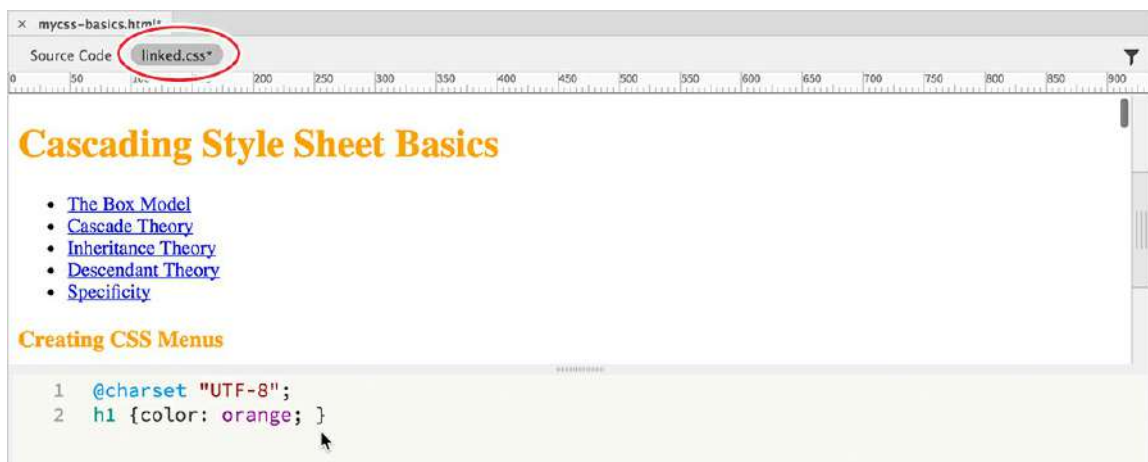 × mycss-basics.html*
Source Code linked.css*
0 50 200 250 300 350 400 450 500 550 600 650 700 750 800 850 900
Cascading Style Sheet Basics
• The Box Model
• Cascade Theory
• Inheritance Theory
• Descendant Theory
• Specificity
Creating CSS Menus
1 @charset "UTF-8";
2 h1 {color: orange; }